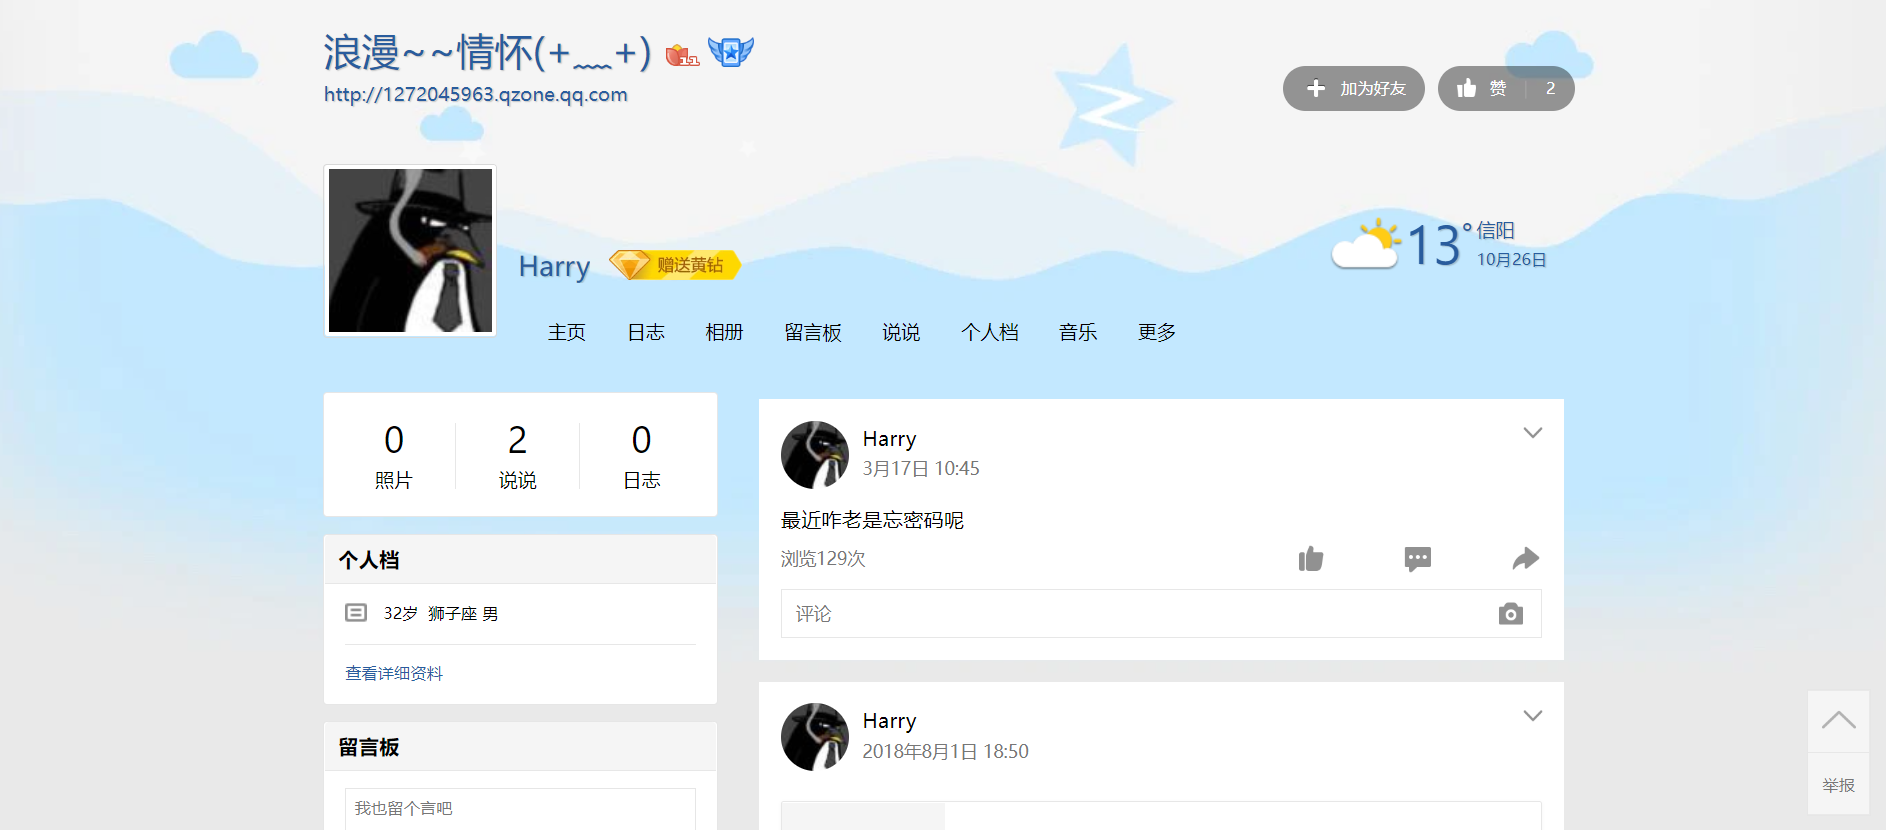 浪漫~~情怀(+﹏+)
http://1272045963.qzone.qq.com
加为好友
赞 2
13°
信阳
10月26日
Harry
赠送黄钻
主页 日志 相册 留言板 说说 个人档 音乐 更多
0 2 0
照片 说说 日志
个人档
32岁 狮子座 男
查看详细资料
留言板
我也留个言吧
Harry
3月17日 10:45
最近咋老是忘密码呢
浏览129次
评论
Harry
2018年8月1日 18:50
举报